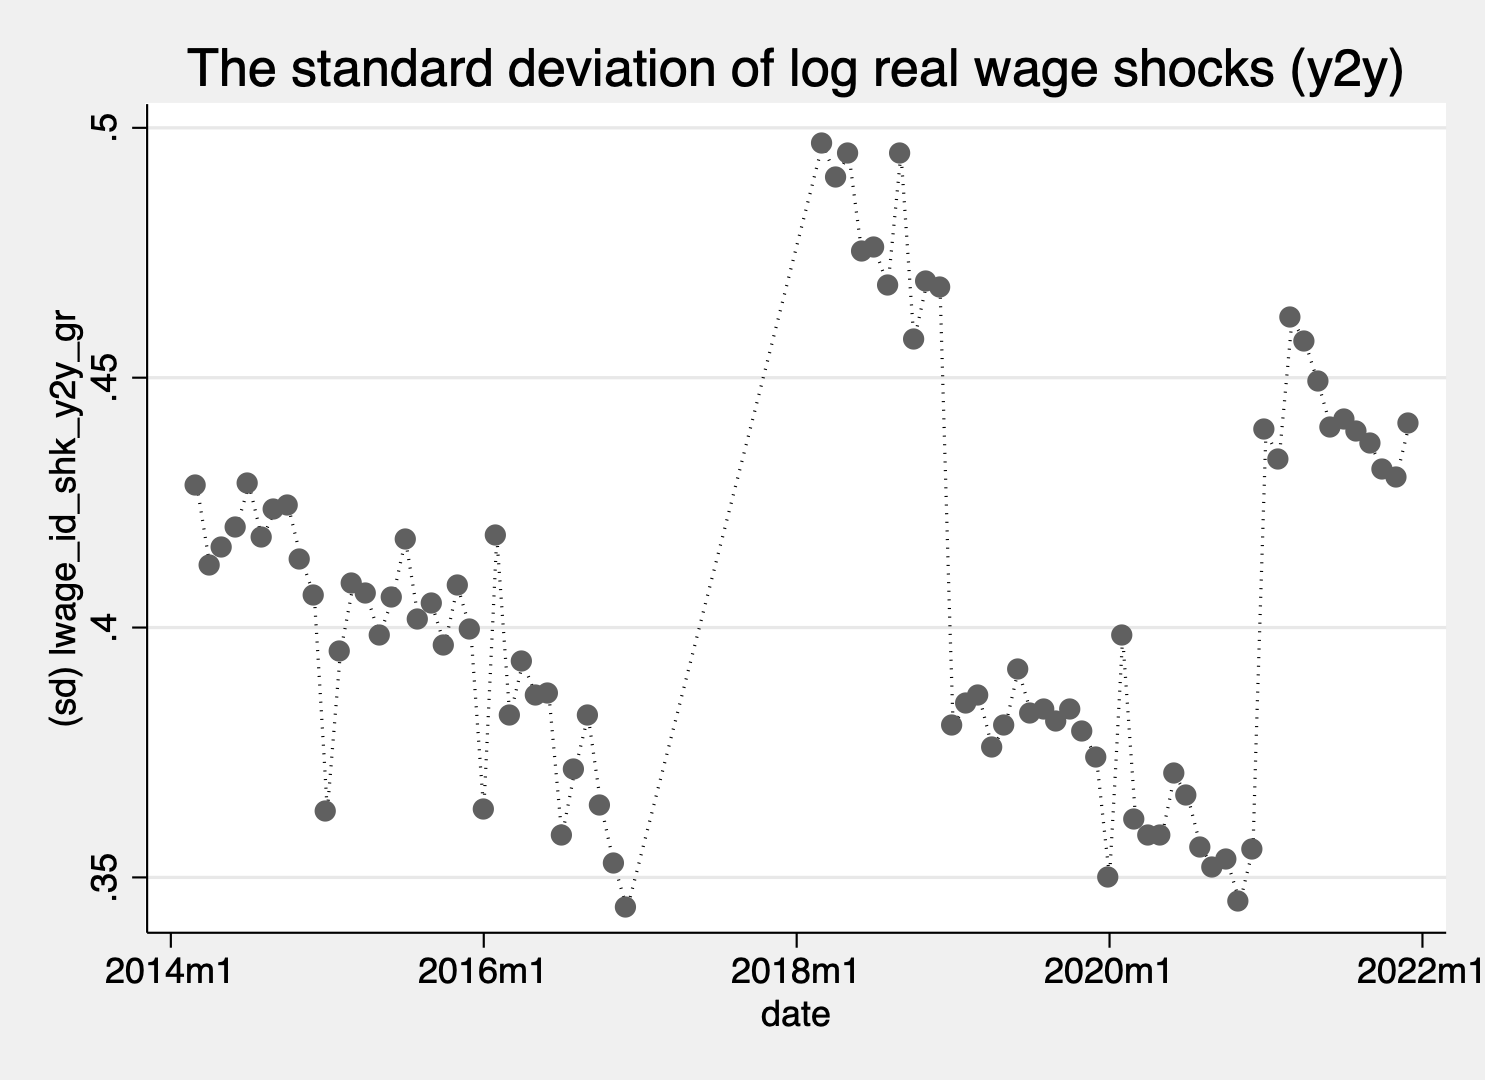 The standard deviation of log real wage shocks (y2y)
(sd) lwage_id_shk_y2y_gr
.5
.45
.4
.35
2014m1 2016m1 2018m1 2020m1 2022m1
date